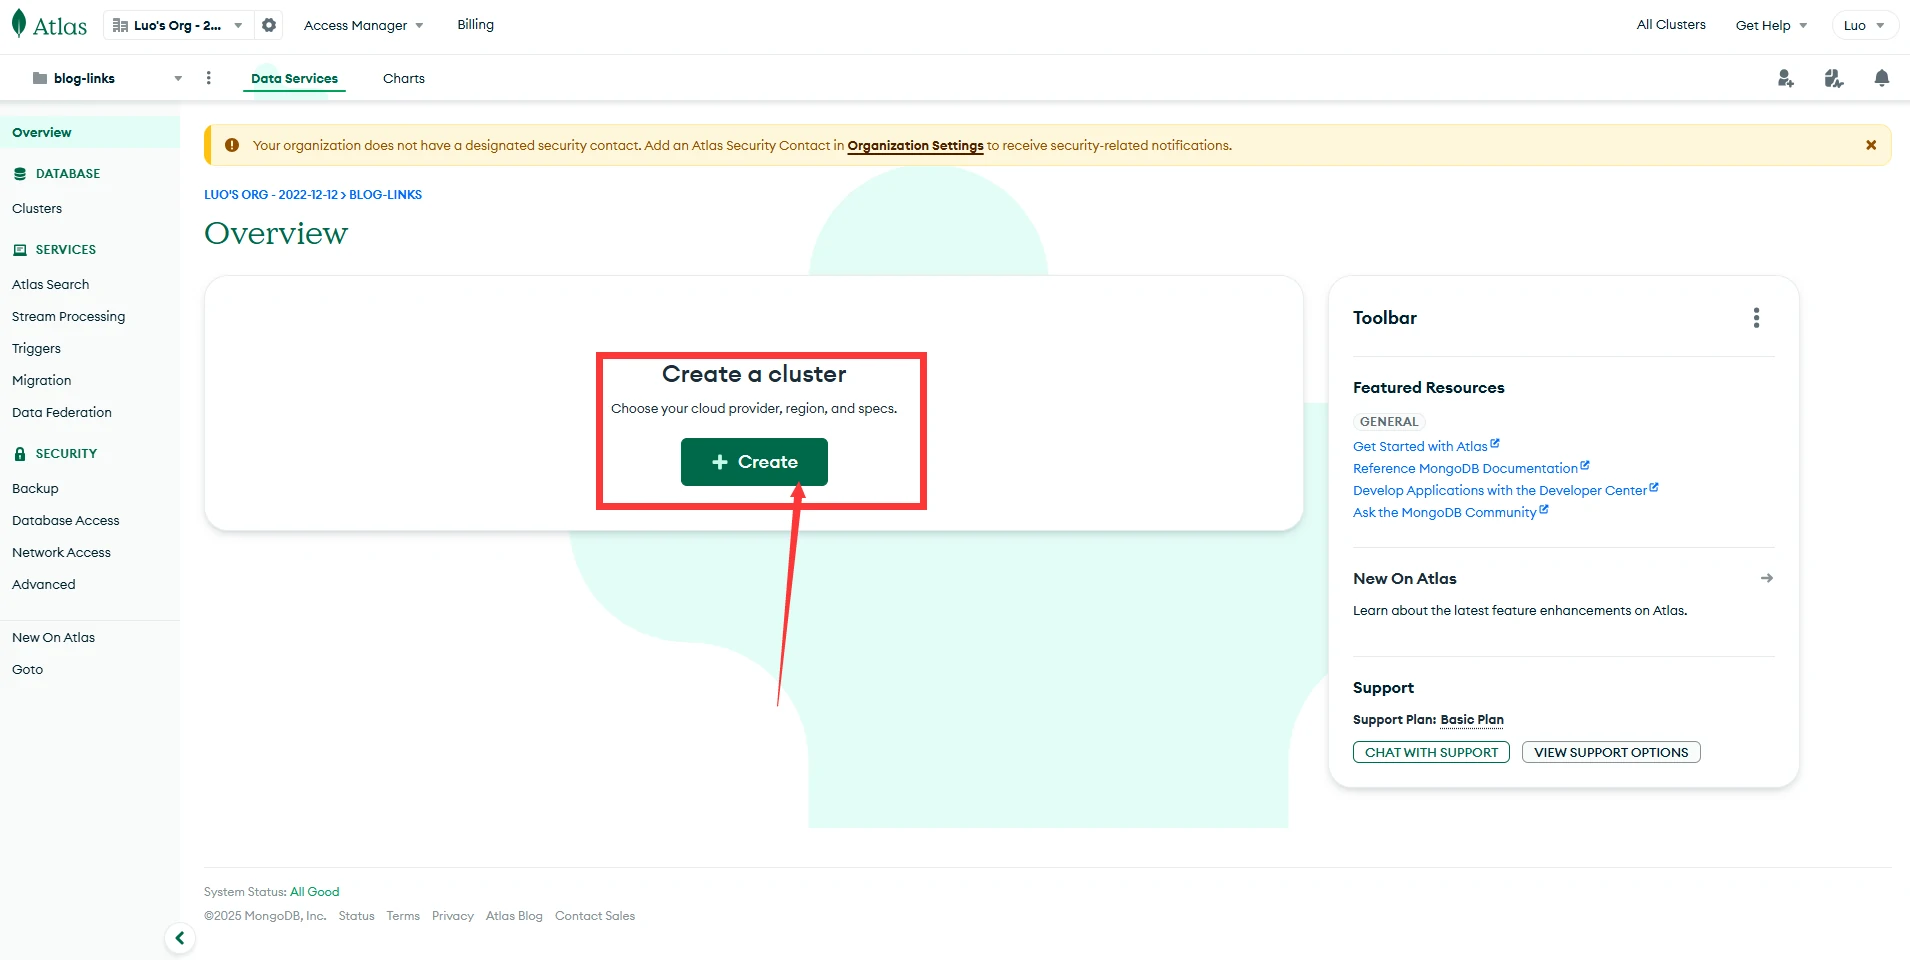 Atlas
Luo's Org - 2...
Access Manager
Billing
All Clusters
Get Help
Luo
blog-links
Data Services
Charts
Overview
DATABASE
Clusters
SERVICES
Atlas Search
Stream Processing
Triggers
Migration
Data Federation
SECURITY
Backup
Database Access
Network Access
Advanced
New On Atlas
Goto
Your organization does not have a designated security contact. Add an Atlas Security Contact in Organization Settings to receive security-related notifications.
LUO'S ORG - 2022-12-12 > BLOG-LINKS
Overview
Create a cluster
Choose your cloud provider, region, and specs.
+ Create
Toolbar
Featured Resources
GENERAL
Get Started with Atlas
Reference MongoDB Documentation
Develop Applications with the Developer Center
Ask the MongoDB Community
New On Atlas
Learn about the latest feature enhancements on Atlas.
Support
Support Plan: Basic Plan
CHAT WITH SUPPORT
VIEW SUPPORT OPTIONS
System Status: All Good
©2025 MongoDB, Inc. Status Terms Privacy Atlas Blog Contact Sales